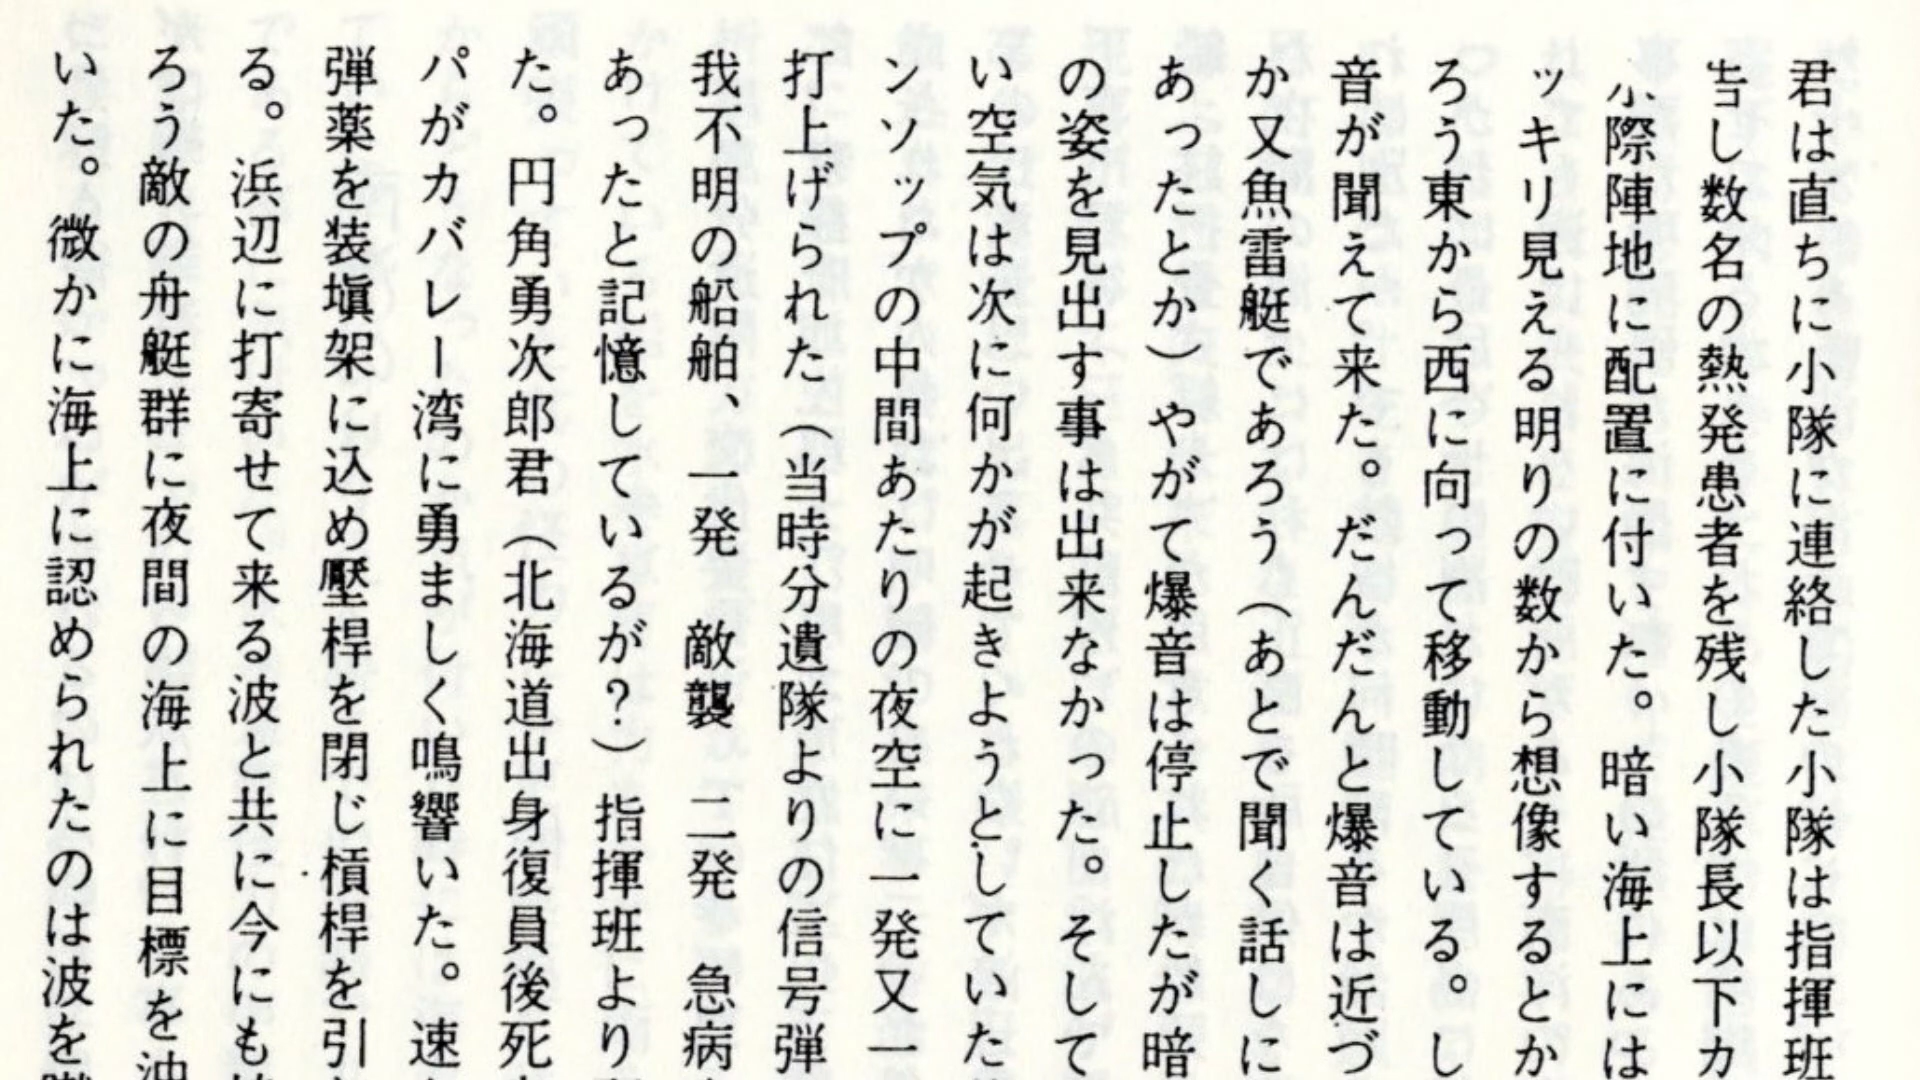 君は直ちに小隊に連絡した小隊は指揮班
し数名の熱発患者を残し小隊長以下カ
際陣地に配置に付いた。暗い海上には
ッキリ見える明りの数から想像するとか
ろう東から西に向って移動している。し
音が聞えて来た。だんだんと爆音は近づ
か又魚雷艇であろう（あとで聞く話しに
あったとか）やがて爆音は停止したが暗
の姿を見出す事は出来なかった。そして
い空気は次に何かが起きようとしていた
ンソップの中間あたりの夜空に一発又一
打上げられた（当時分遺隊よりの信号弾
我不明の船舶、一発　敵襲　二発　急病
あったと記憶しているが？）指揮班より
た。円角勇次郎君（北海道出身復員後死
パがカバレー湾に勇ましく鳴響いた。速
弾薬を装塡架に込め壓桿を閉じ槓桿を引
る。浜辺に打寄せて来る波と共に今にも
ろう敵の舟艇群に夜間の海上に目標を沖
いた。微かに海上に認められたのは波を